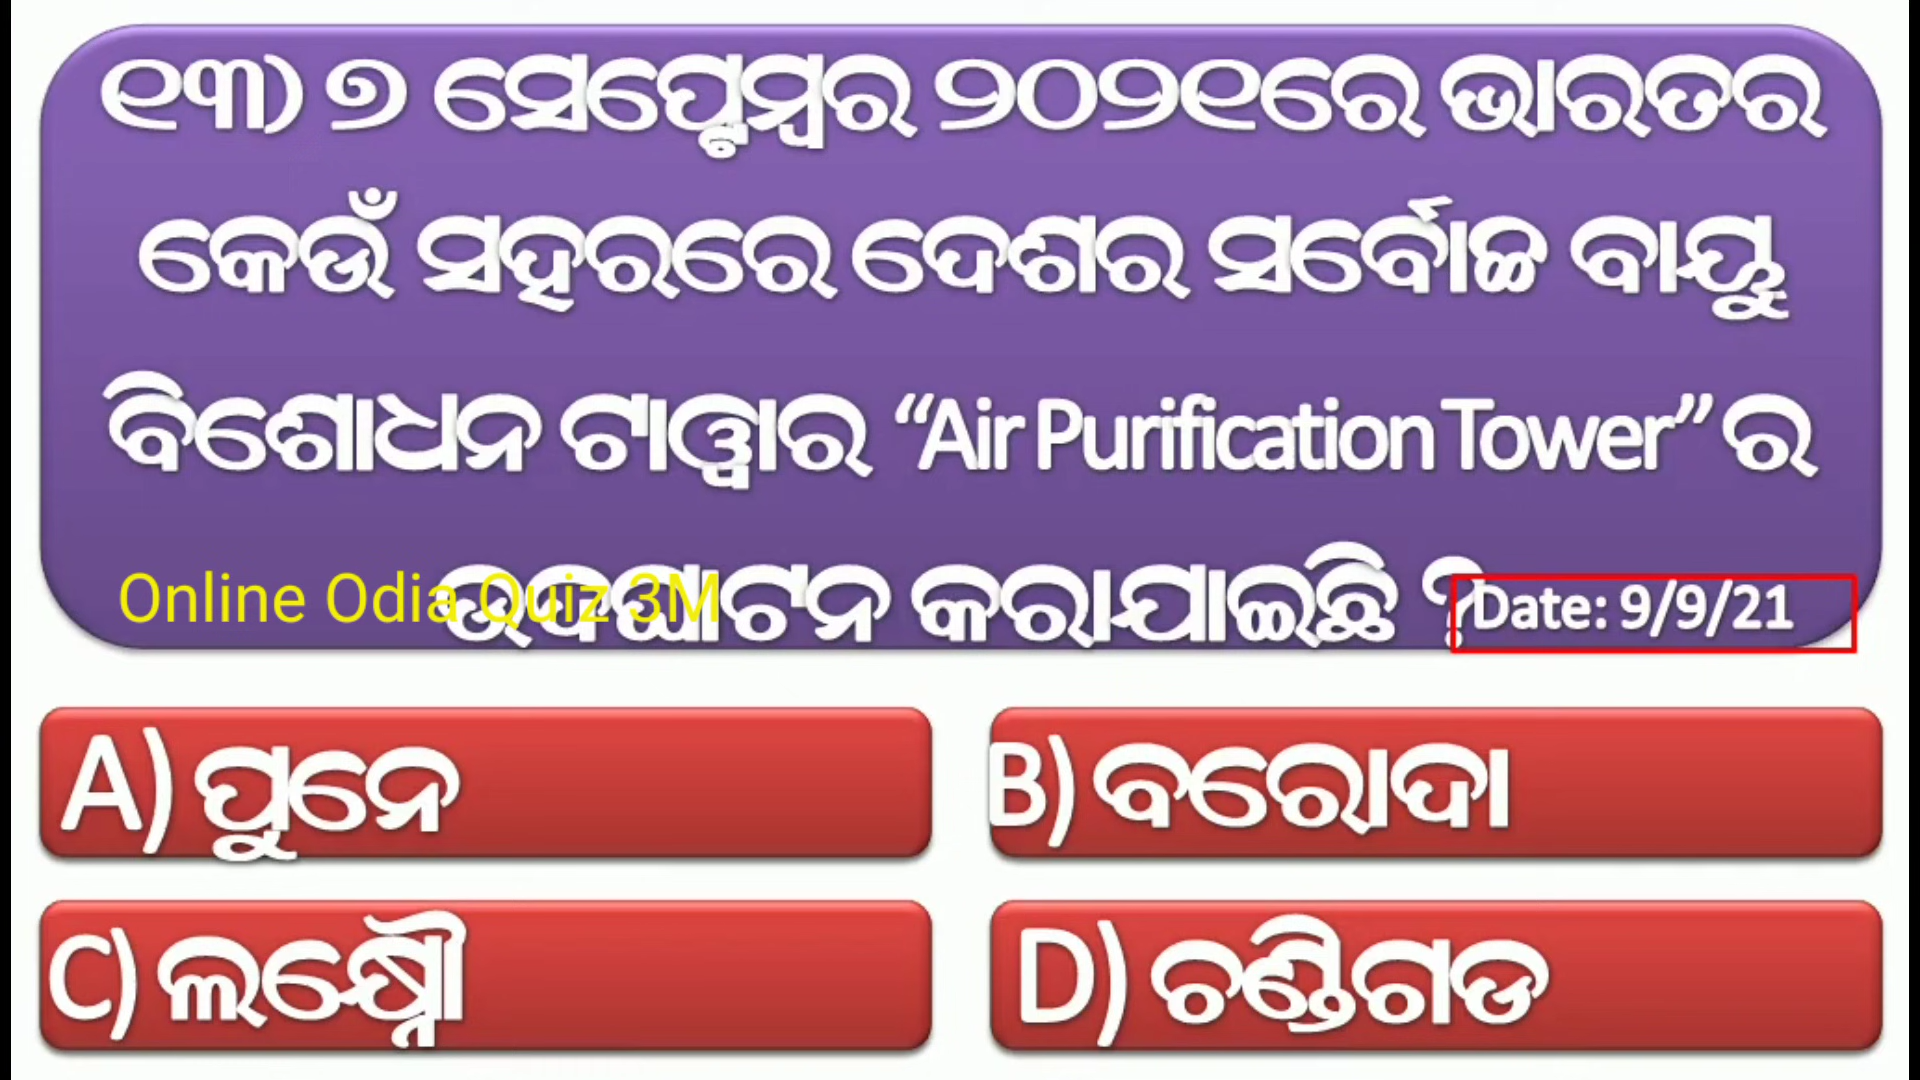 ୧୩) ୭ ସେପ୍ଟେମ୍ବର ୨୦୨୧ରେ ଭାରତର
କେଉଁ ସହରରେ ଦେଶର ସର୍ବୋଚ୍ଚ ବାୟୁ
ବିଶୋଧନ ଟାୱାର “Air Purification Tower” ର
ଉଦଘାଟନ କରାଯାଇଛି ?
Online Odia Quiz 3M
Date: 9/9/21
A) ପୁନେ
B) ବରୋଦା
C) ଲକ୍ଷ୍ନୌ
D) ଚଣ୍ଡିଗଡ